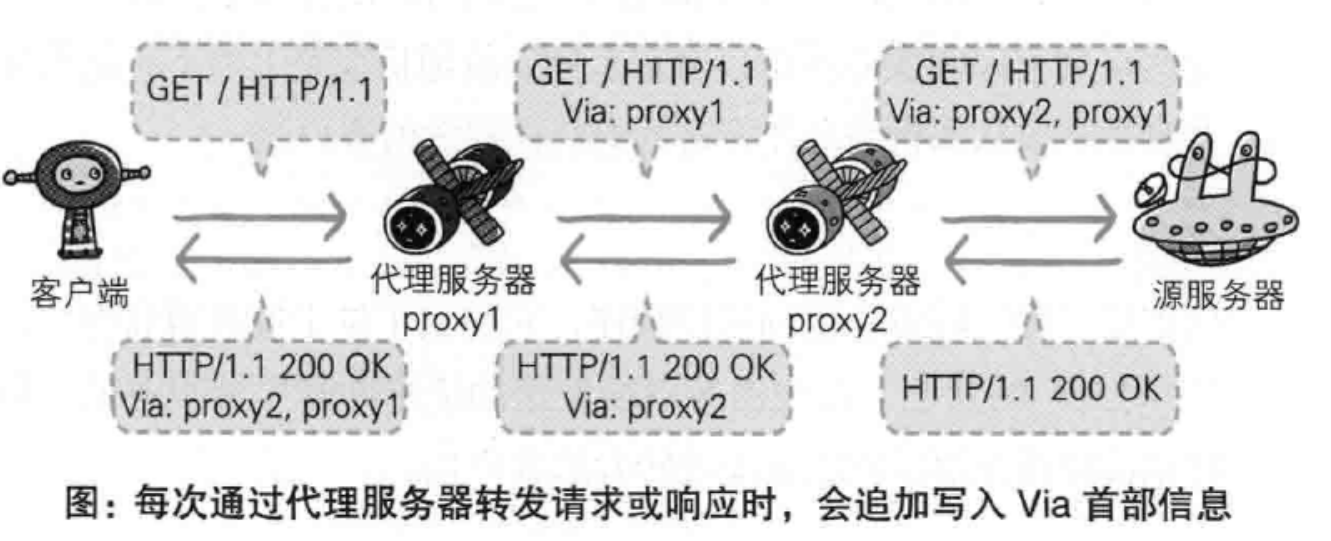 GET / HTTP/1.1
GET / HTTP/1.1
Via: proxy1
GET / HTTP/1.1
Via: proxy2, proxy1
客户端
代理服务器
proxy1
代理服务器
proxy2
源服务器
HTTP/1.1 200 OK
Via: proxy2, proxy1
HTTP/1.1 200 OK
Via: proxy2
HTTP/1.1 200 OK
图：每次通过代理服务器转发请求或响应时，会追加写入 Via 首部信息